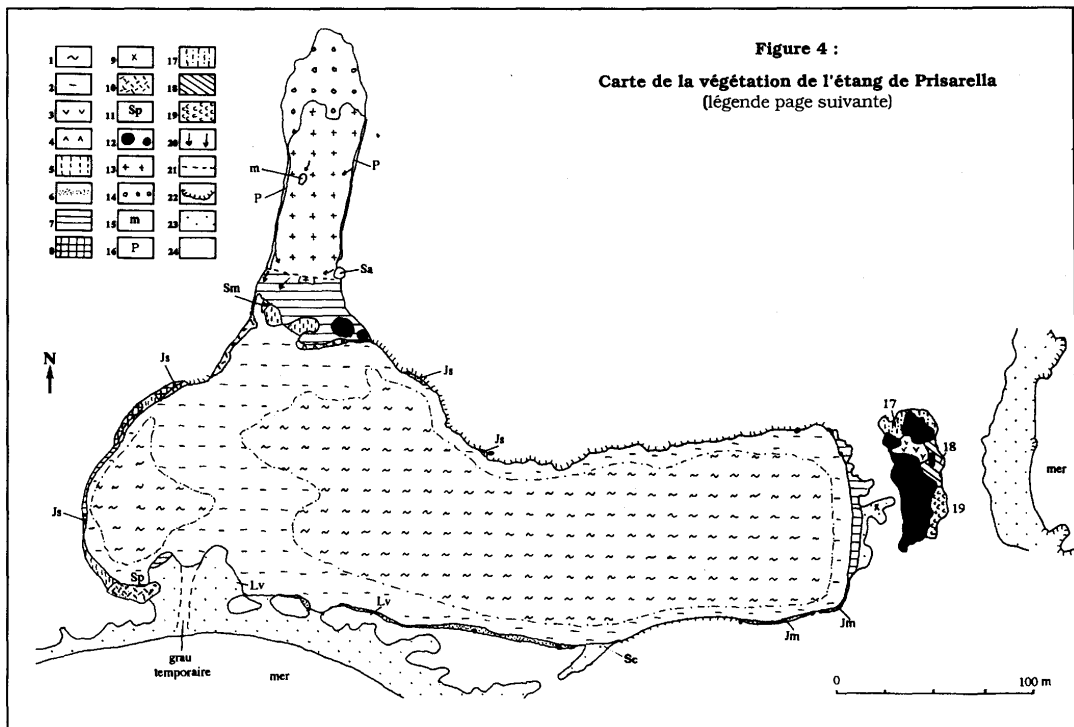 Figure 4 :
Carte de la végétation de l'étang de Prisarella
(légende page suivante)
1 ~
2 -
3 v v
4 ^ ^
5
6
7
8
9 x
10
11 Sp
12
13 + +
14
15 m
16 P
17
18
19
20
21
22
23
24
m
P
P
Sa
Sm
N
Js
Js
Js
Js
17
18
19
mer
x
Sp
Lv
Lv
Jm
Jm
Sc
grau
temporaire
mer
0 100 m